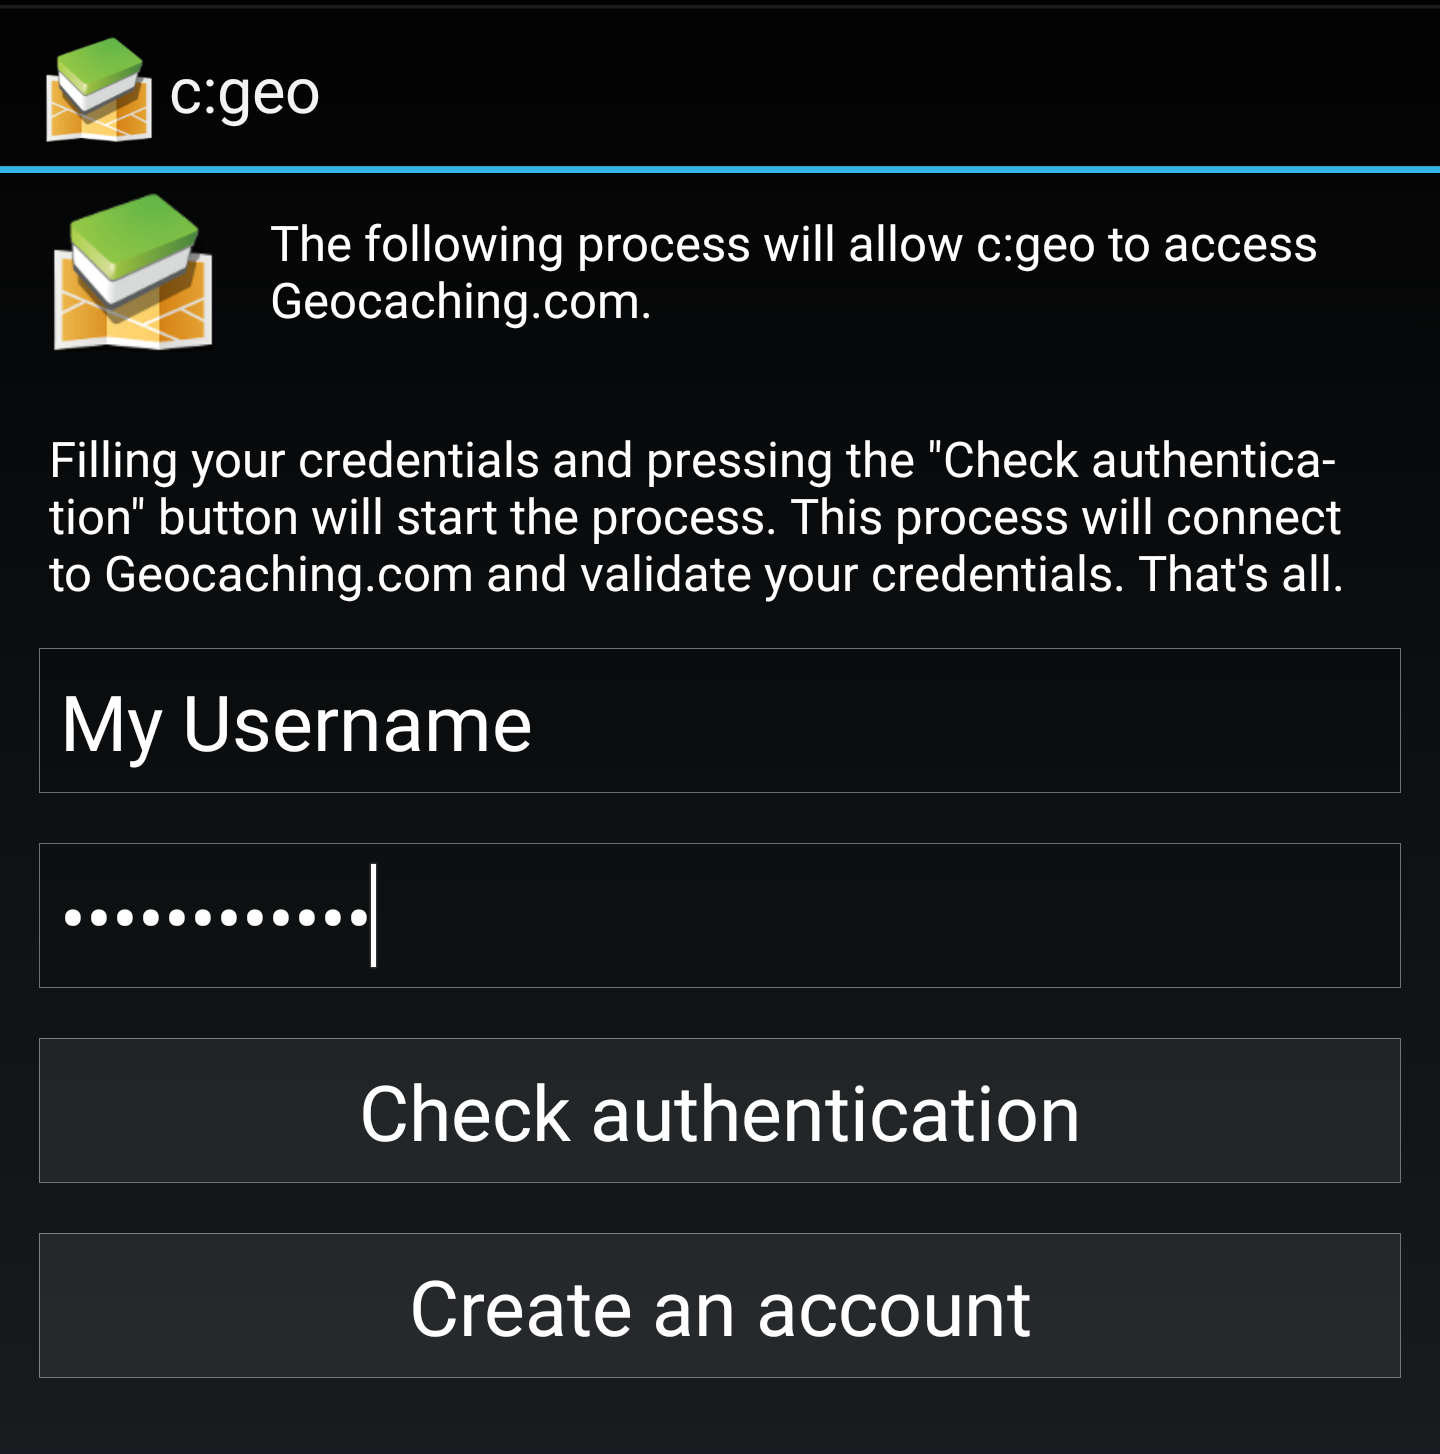 c:geo
The following process will allow c:geo to access
Geocaching.com.
Filling your credentials and pressing the "Check authentica-
tion" button will start the process. This process will connect
to Geocaching.com and validate your credentials. That's all.
My Username
••••••••••••
Check authentication
Create an account